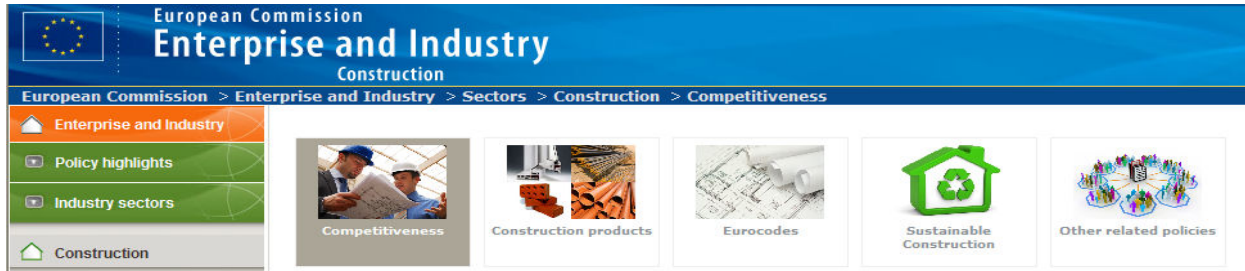 European Commission
Enterprise and Industry
Construction
European Commission > Enterprise and Industry > Sectors > Construction > Competitiveness
Enterprise and Industry
Policy highlights
Industry sectors
Construction
Competitiveness
Construction products
Eurocodes
Sustainable
Construction
Other related policies